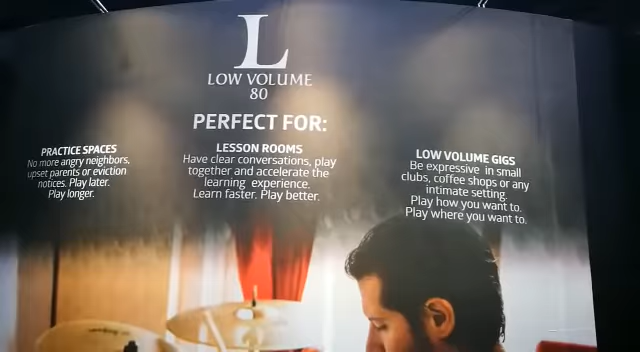 L
LOW VOLUME
80
PERFECT FOR:
PRACTICE SPACES
No more angry neighbors,
upset parents or eviction
notices. Play later.
Play longer.
LESSON ROOMS
Have clear conversations, play
together and accelerate the
learning experience.
Learn faster. Play better.
LOW VOLUME GIGS
Be expressive in small
clubs, coffee shops or any
intimate setting.
Play how you want to.
Play where you want to.